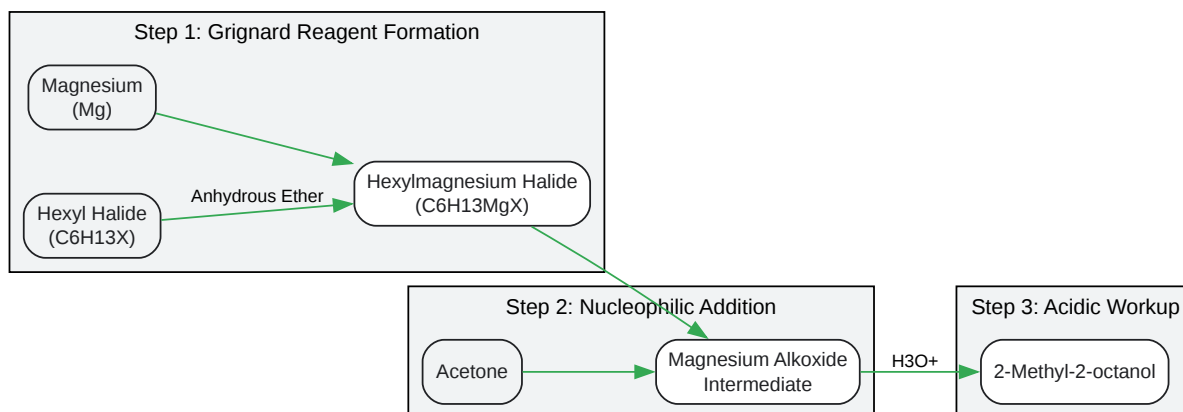 Step 1: Grignard Reagent Formation
Magnesium
(Mg)
Hexyl Halide
(C6H13X)
Anhydrous Ether
Hexylmagnesium Halide
(C6H13MgX)
Step 2: Nucleophilic Addition
Acetone
Magnesium Alkoxide
Intermediate
H3O+
Step 3: Acidic Workup
2-Methyl-2-octanol